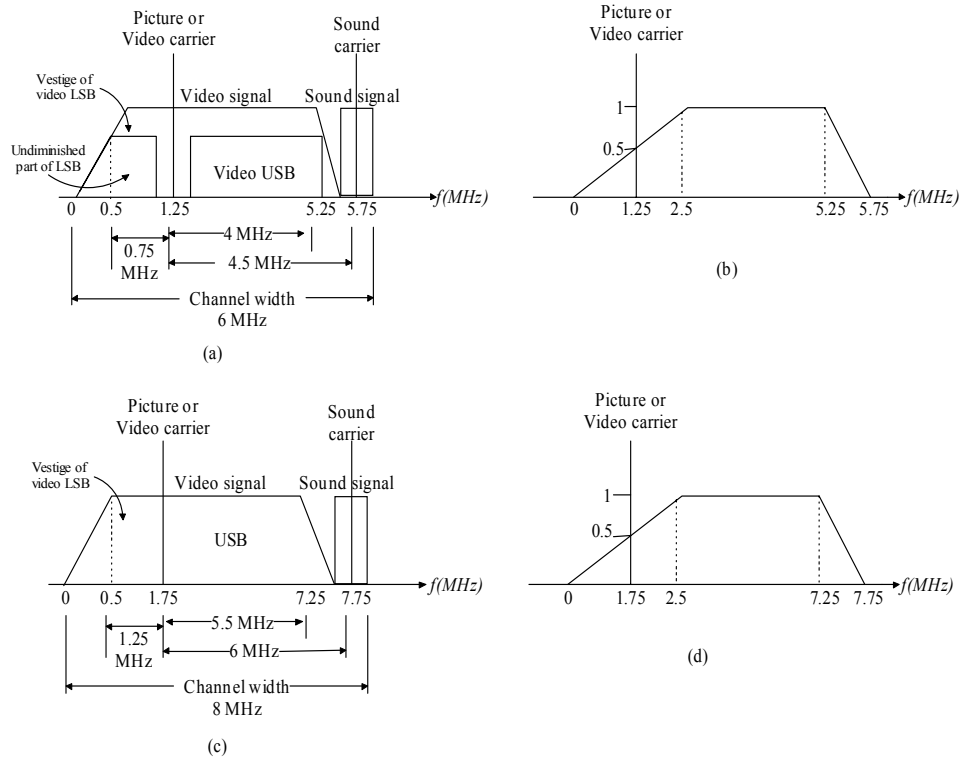 Picture or
Video carrier
Sound
carrier
Vestige of
video LSB
Video signal
Sound signal
Undiminished
part of LSB
Video USB
f(MHz)
0 0.5 1.25 5.25 5.75
0.75
MHz
4 MHz
4.5 MHz
Channel width
6 MHz
(a)
Picture or
Video carrier
1
0.5
f(MHz)
0 1.25 2.5 5.25 5.75
(b)
Picture or
Video carrier
Sound
carrier
Vestige of
video LSB
Video signal
Sound signal
USB
f(MHz)
0 0.5 1.75 7.25 7.75
1.25
MHz
5.5 MHz
6 MHz
Channel width
8 MHz
(c)
Picture or
Video carrier
1
0.5
f(MHz)
0 1.75 2.5 7.25 7.75
(d)